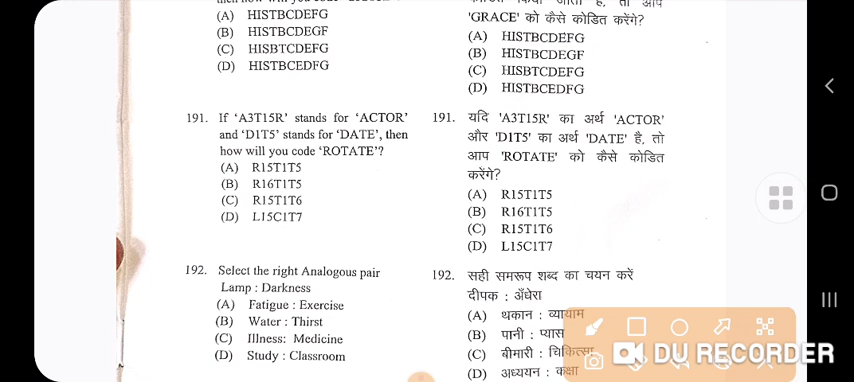 (A) HISTBCDEFG
(B) HISTBCDEGF
(C) HISBTCDEFG
(D) HISTBCEDFG
191. If ‘A3T15R’ stands for ‘ACTOR’
and ‘D1T5’ stands for ‘DATE’, then
how will you code ‘ROTATE’?
(A) R15T1T5
(B) R16T1T5
(C) R15T1T6
(D) L15C1T7
192. Select the right Analogous pair
Lamp : Darkness
(A) Fatigue : Exercise
(B) Water : Thirst
(C) Illness: Medicine
(D) Study : Classroom
'GRACE' को कैसे कोडित करेंगे?
(A) HISTBCDEFG
(B) HISTBCDEGF
(C) HISBTCDEFG
(D) HISTBCEDFG
191. यदि 'A3T15R' का अर्थ 'ACTOR'
और 'D1T5' का अर्थ 'DATE' है, तो
आप 'ROTATE' को कैसे कोडित
करेंगे?
(A) R15T1T5
(B) R16T1T5
(C) R15T1T6
(D) L15C1T7
192. सही समरूप शब्द का चयन करें
दीपक : अँधेरा
(A) थकान : व्यायाम
(B) पानी : प्यास
(C) बीमारी : चिकित्सा
(D) अध्ययन : कक्षा
DU RECORDER